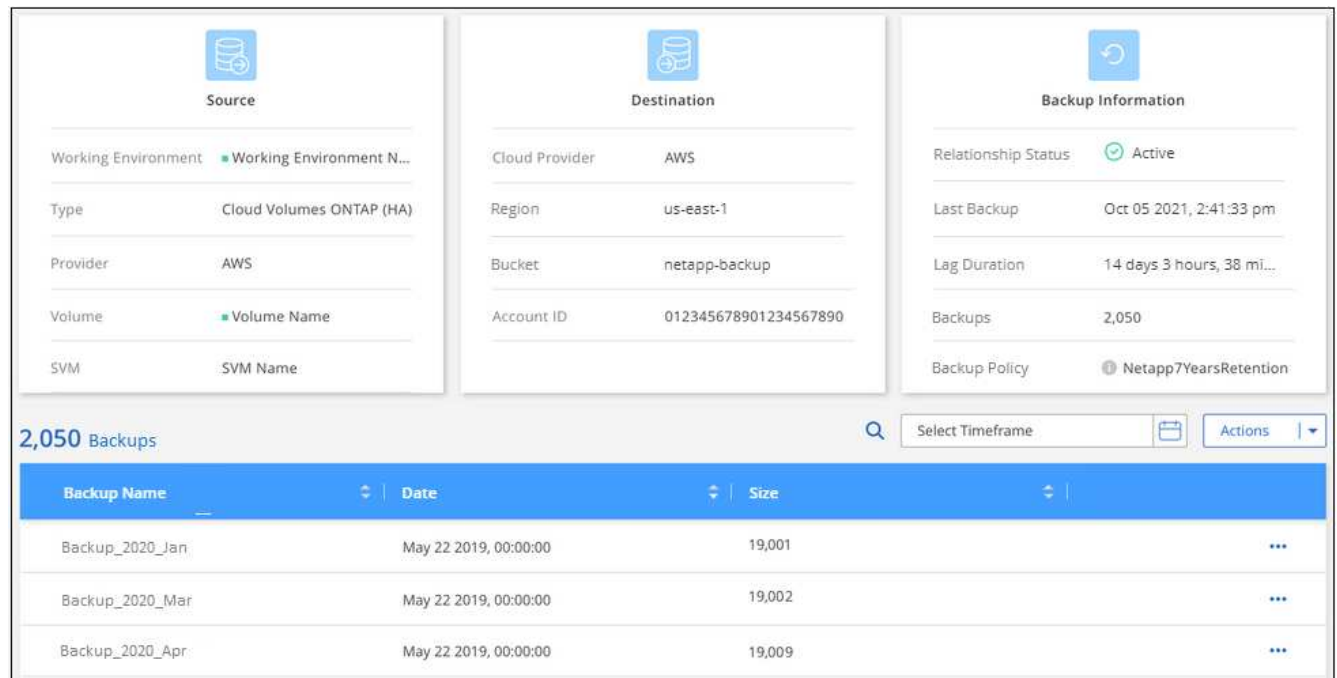 Source
Working Environment Working Environment N...
Type Cloud Volumes ONTAP (HA)
Provider AWS
Volume Volume Name
SVM SVM Name
Destination
Cloud Provider AWS
Region us-east-1
Bucket netapp-backup
Account ID 012345678901234567890
Backup Information
Relationship Status Active
Last Backup Oct 05 2021, 2:41:33 pm
Lag Duration 14 days 3 hours, 38 mi...
Backups 2,050
Backup Policy Netapp7YearsRetention
2,050 Backups
Select Timeframe
Actions
Backup Name Date Size
Backup_2020_Jan May 22 2019, 00:00:00 19,001
Backup_2020_Mar May 22 2019, 00:00:00 19,002
Backup_2020_Apr May 22 2019, 00:00:00 19,009